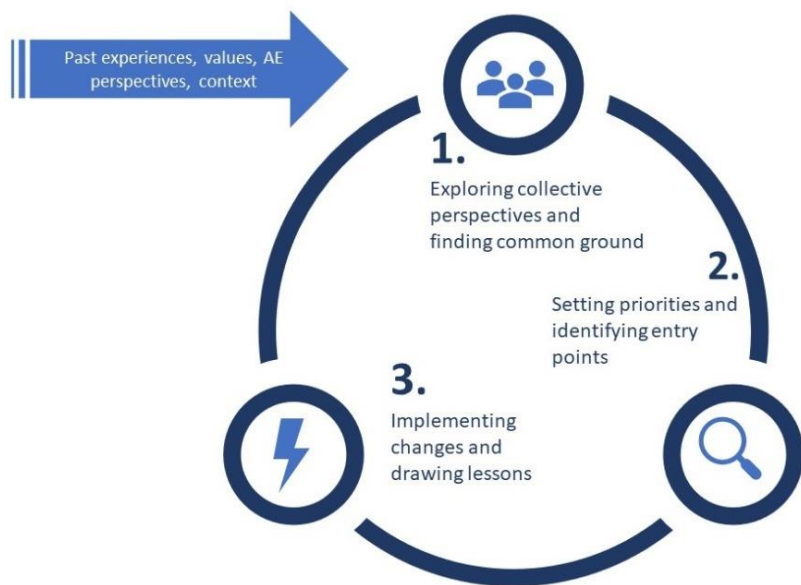 Past experiences, values, AE
perspectives, context
1.
Exploring collective
perspectives and
finding common ground
2.
Setting priorities and
identifying entry
points
3.
Implementing
changes and
drawing lessons